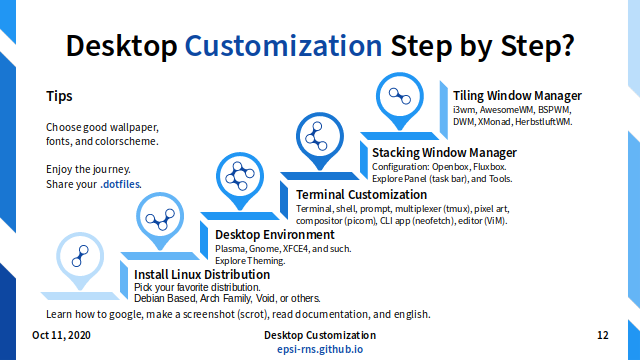 Desktop Customization Step by Step?
Tips
Choose good wallpaper,
fonts, and colorscheme.
Enjoy the journey.
Share your .dotfiles.
Tiling Window Manager
i3wm, AwesomeWM, BSPWM,
DWM, XMonad, HerbstluftWM.
Stacking Window Manager
Configuration: Openbox, Fluxbox.
Explore Panel (task bar), and Tools.
Terminal Customization
Terminal, shell, prompt, multiplexer (tmux), pixel art,
compositor (picom), CLI app (neofetch), editor (ViM).
Desktop Environment
Plasma, Gnome, XFCE4, and such.
Explore Theming.
Install Linux Distribution
Pick your favorite distribution.
Debian Based, Arch Family, Void, or others.
Learn how to google, make a screenshot (scrot), read documentation, and english.
Oct 11, 2020
Desktop Customization
12
epsi-rns.github.io